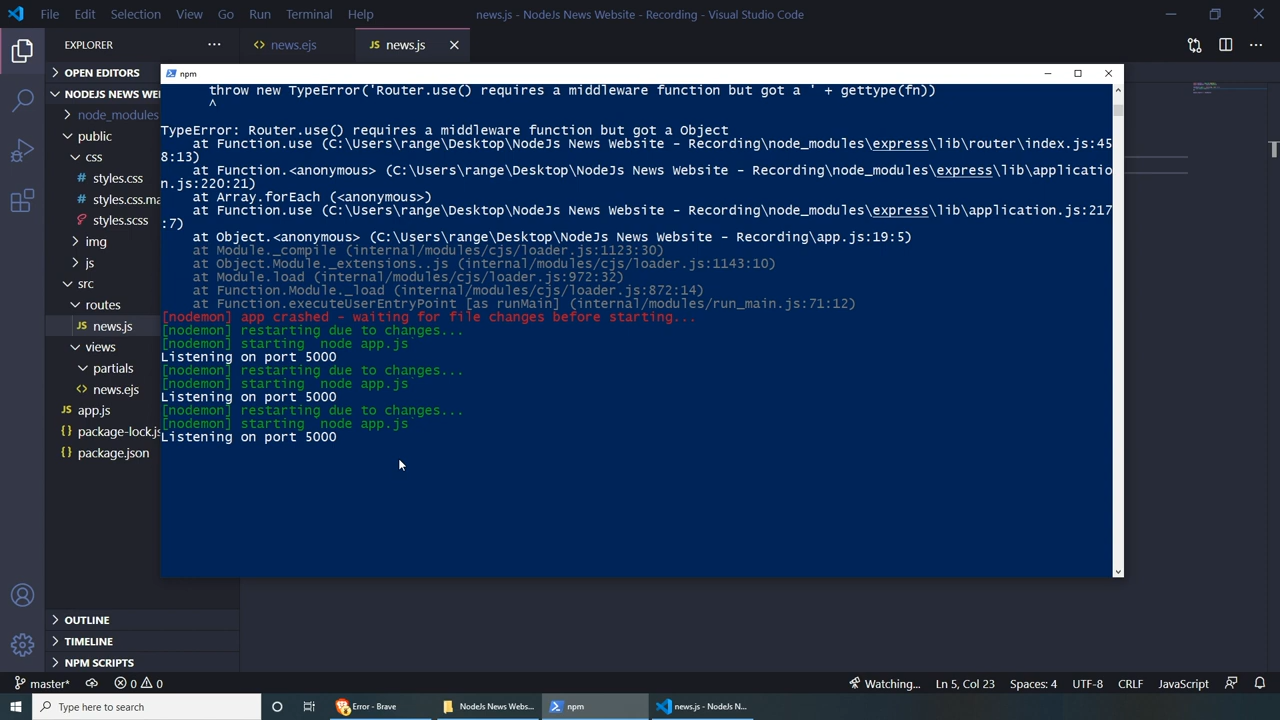 File Edit Selection View Go Run Terminal Help
news.js - NodeJs News Website - Recording - Visual Studio Code
EXPLORER
news.ejs
JS news.js
OPEN EDITORS
NODEJS NEWS WE
node_modules
public
css
# styles.css
# styles.css.ma
styles.scss
img
js
src
routes
JS news.js
views
partials
<> news.ejs
JS app.js
{} package-lock.js
{} package.json
OUTLINE
TIMELINE
NPM SCRIPTS
npm
throw new TypeError('Router.use() requires a middleware function but got a ' + gettype(fn))
^
TypeError: Router.use() requires a middleware function but got a Object
at Function.use (C:\Users\range\Desktop\NodeJs News Website - Recording\node_modules\express\lib\router\index.js:45
8:13)
at Function.<anonymous> (C:\Users\range\Desktop\NodeJs News Website - Recording\node_modules\express\lib\applicatio
n.js:220:21)
at Array.forEach (<anonymous>)
at Function.use (C:\Users\range\Desktop\NodeJs News Website - Recording\node_modules\express\lib\application.js:217
:7)
at Object.<anonymous> (C:\Users\range\Desktop\NodeJs News Website - Recording\app.js:19:5)
at Module._compile (internal/modules/cjs/loader.js:1123:30)
at Object.Module._extensions..js (internal/modules/cjs/loader.js:1143:10)
at Module.load (internal/modules/cjs/loader.js:972:32)
at Function.Module._load (internal/modules/cjs/loader.js:872:14)
at Function.executeUserEntryPoint [as runMain] (internal/modules/run_main.js:71:12)
[nodemon] app crashed - waiting for file changes before starting...
[nodemon] restarting due to changes...
[nodemon] starting `node app.js`
Listening on port 5000
[nodemon] restarting due to changes...
[nodemon] starting `node app.js`
Listening on port 5000
[nodemon] restarting due to changes...
[nodemon] starting `node app.js`
Listening on port 5000
master* 0 0
Watching... Ln 5, Col 23 Spaces: 4 UTF-8 CRLF JavaScript
Type here to search
Error - Brave
NodeJs News Webs...
npm
news.js - NodeJs N...